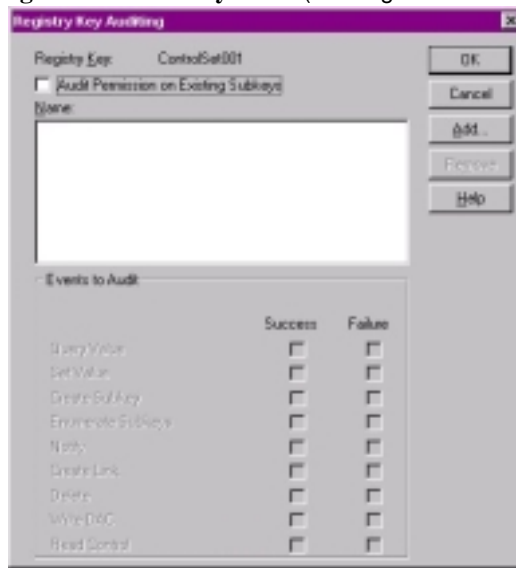 Registry Key Auditing
Registry Key: ControlSet001
Audit Permission on Existing Subkeys
Name:
OK
Cancel
Add...
Remove
Help
Events to Audit
Success Failure
Query Value
Set Value
Create Subkey
Enumerate Subkeys
Notify
Create Link
Delete
Write DAC
Read Control